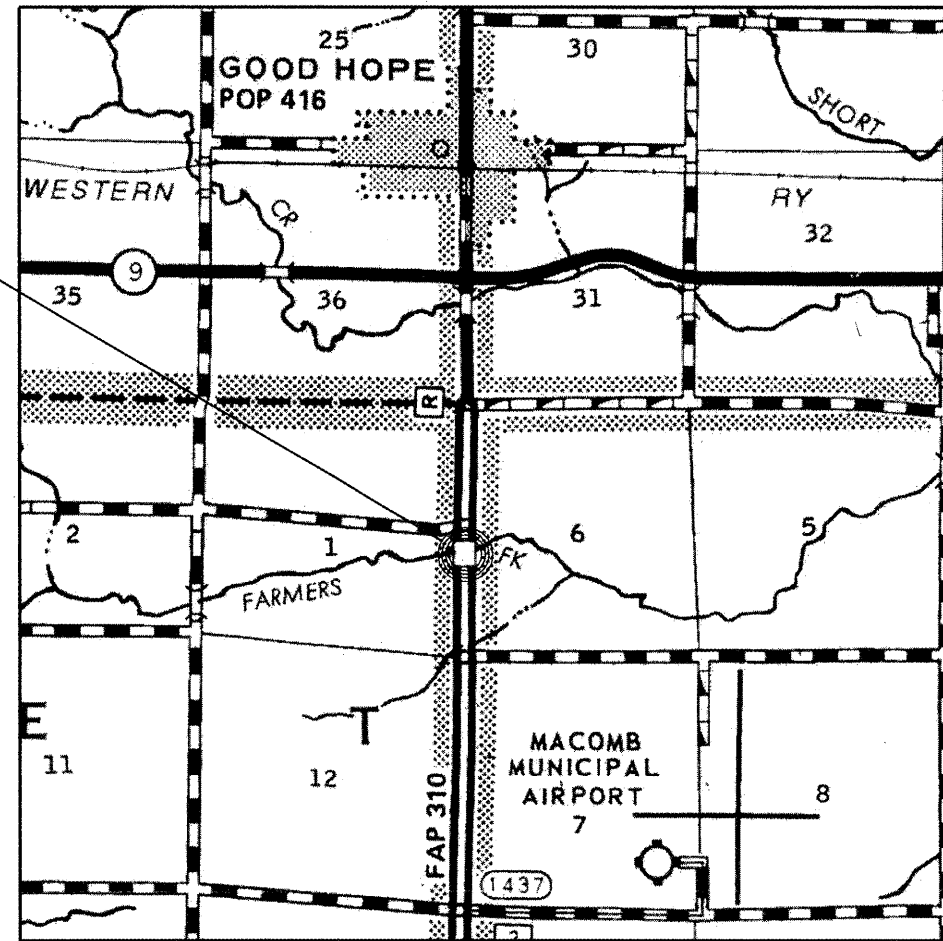 25
30
GOOD HOPE
POP 416
SHORT
WESTERN
CR
RY
32
9
35
36
31
R
2
1
6
5
FK
FARMERS
E
T
11
12
MACOMB
MUNICIPAL
AIRPORT
7
8
FAP 310
1437